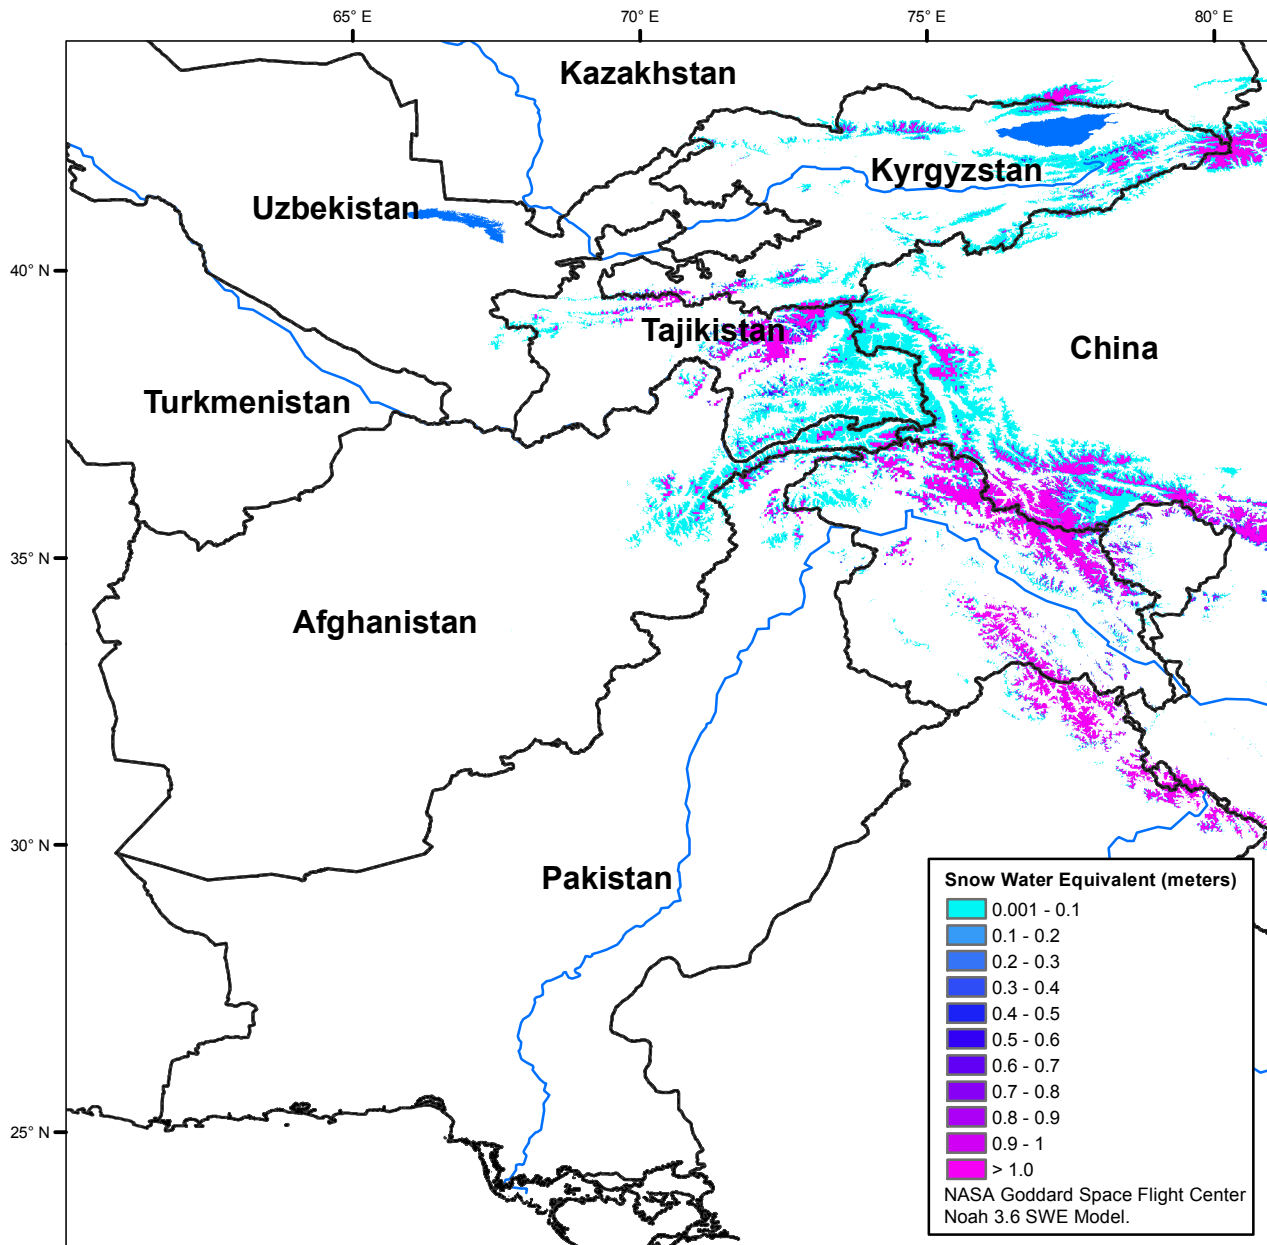 65° E 70° E 75° E 80° E
Kazakhstan
Kyrgyzstan
Uzbekistan
40° N
Tajikistan
China
Turkmenistan
35° N
Afghanistan
30° N
Pakistan
Snow Water Equivalent (meters)
0.001 - 0.1
0.1 - 0.2
0.2 - 0.3
0.3 - 0.4
0.4 - 0.5
0.5 - 0.6
0.6 - 0.7
0.7 - 0.8
0.8 - 0.9
0.9 - 1
> 1.0
25° N
NASA Goddard Space Flight Center
Noah 3.6 SWE Model.